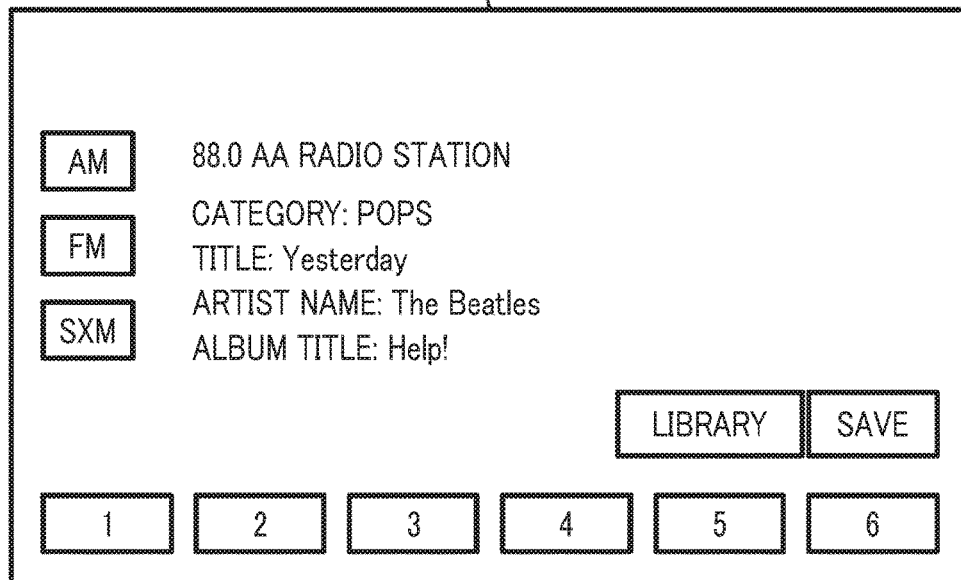 AM
88.0 AA RADIO STATION
FM
CATEGORY: POPS
TITLE: Yesterday
SXM
ARTIST NAME: The Beatles
ALBUM TITLE: Help!
LIBRARY SAVE
1 2 3 4 5 6